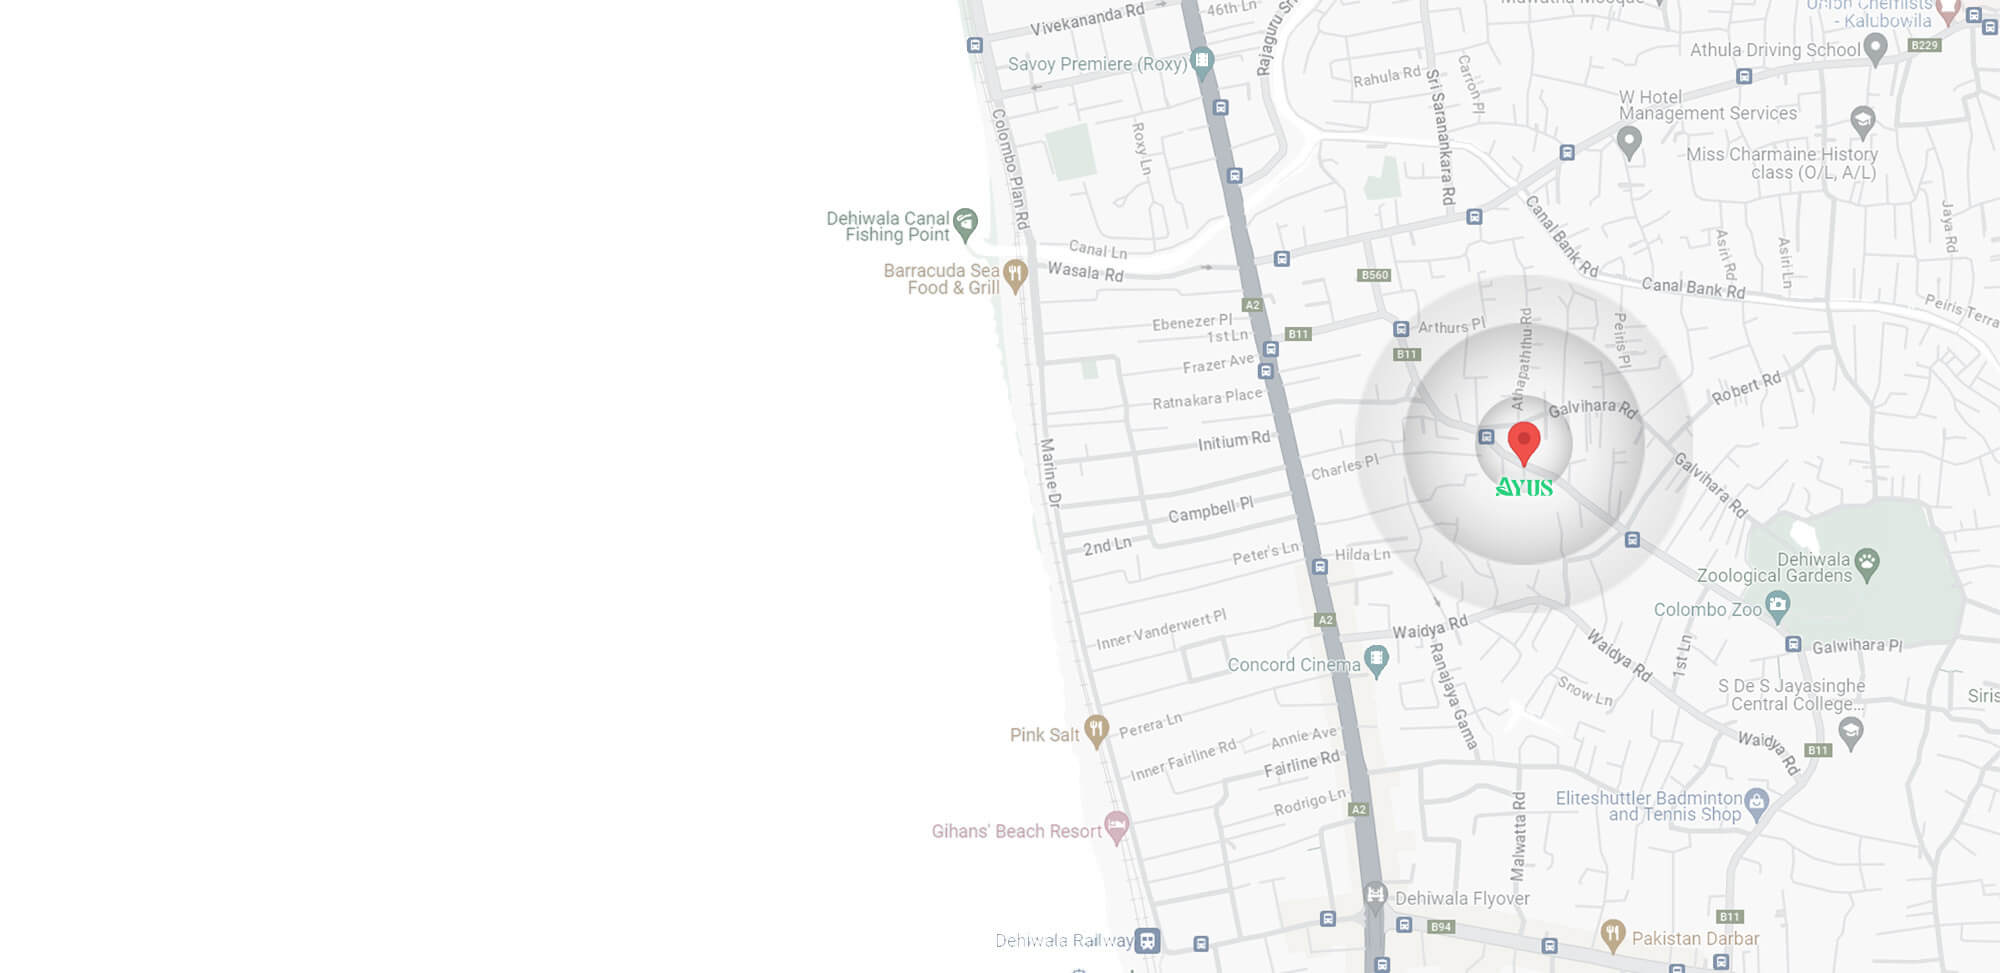 46th Ln
Vivekananda Rd
Rajaguru Sri
Union Chemists
- Kalubowila
Savoy Premiere (Roxy)
Athula Driving School
B229
Rahula Rd
Sri Saranankara Rd
Carron Pl
W Hotel
Management Services
Colombo Plan Rd
Roxy Ln
Miss Charmaine History
class (O/L, A/L)
Dehiwala Canal
Fishing Point
Canal Ln
Wasala Rd
Canal Bank Rd
Asiri Rd
Asiri Ln
Jaya Rd
Barracuda Sea
Food & Grill
B560
Canal Bank Rd
Peiris Terra
A2
Ebenezer Pl
1st Ln
B11
Arthurs Pl
Athapaththu Rd
Peiris Pl
B11
Frazer Ave
Ratnakara Place
Robert Rd
Galvihara Rd
Initium Rd
Marine Dr
Charles Pl
Galvihara Rd
AYUS
Campbell Pl
2nd Ln
Peter's Ln
Hilda Ln
Dehiwala
Zoological Gardens
Colombo Zoo
Inner Vanderwert Pl
A2
Waidya Rd
Waidya Rd
1st Ln
Galwihara Pl
Concord Cinema
Ranajaya Gama
Snow Ln
S De S Jayasinghe
Central College...
Siris
Pink Salt
Perera Ln
Annie Ave
Inner Fairline Rd
Fairline Rd
Waidya Rd
B11
Rodrigo Ln
A2
Malwatta Rd
Eliteshuttler Badminton
and Tennis Shop
Gihans' Beach Resort
Dehiwala Flyover
B94
B11
Dehiwala Railway
Pakistan Darbar